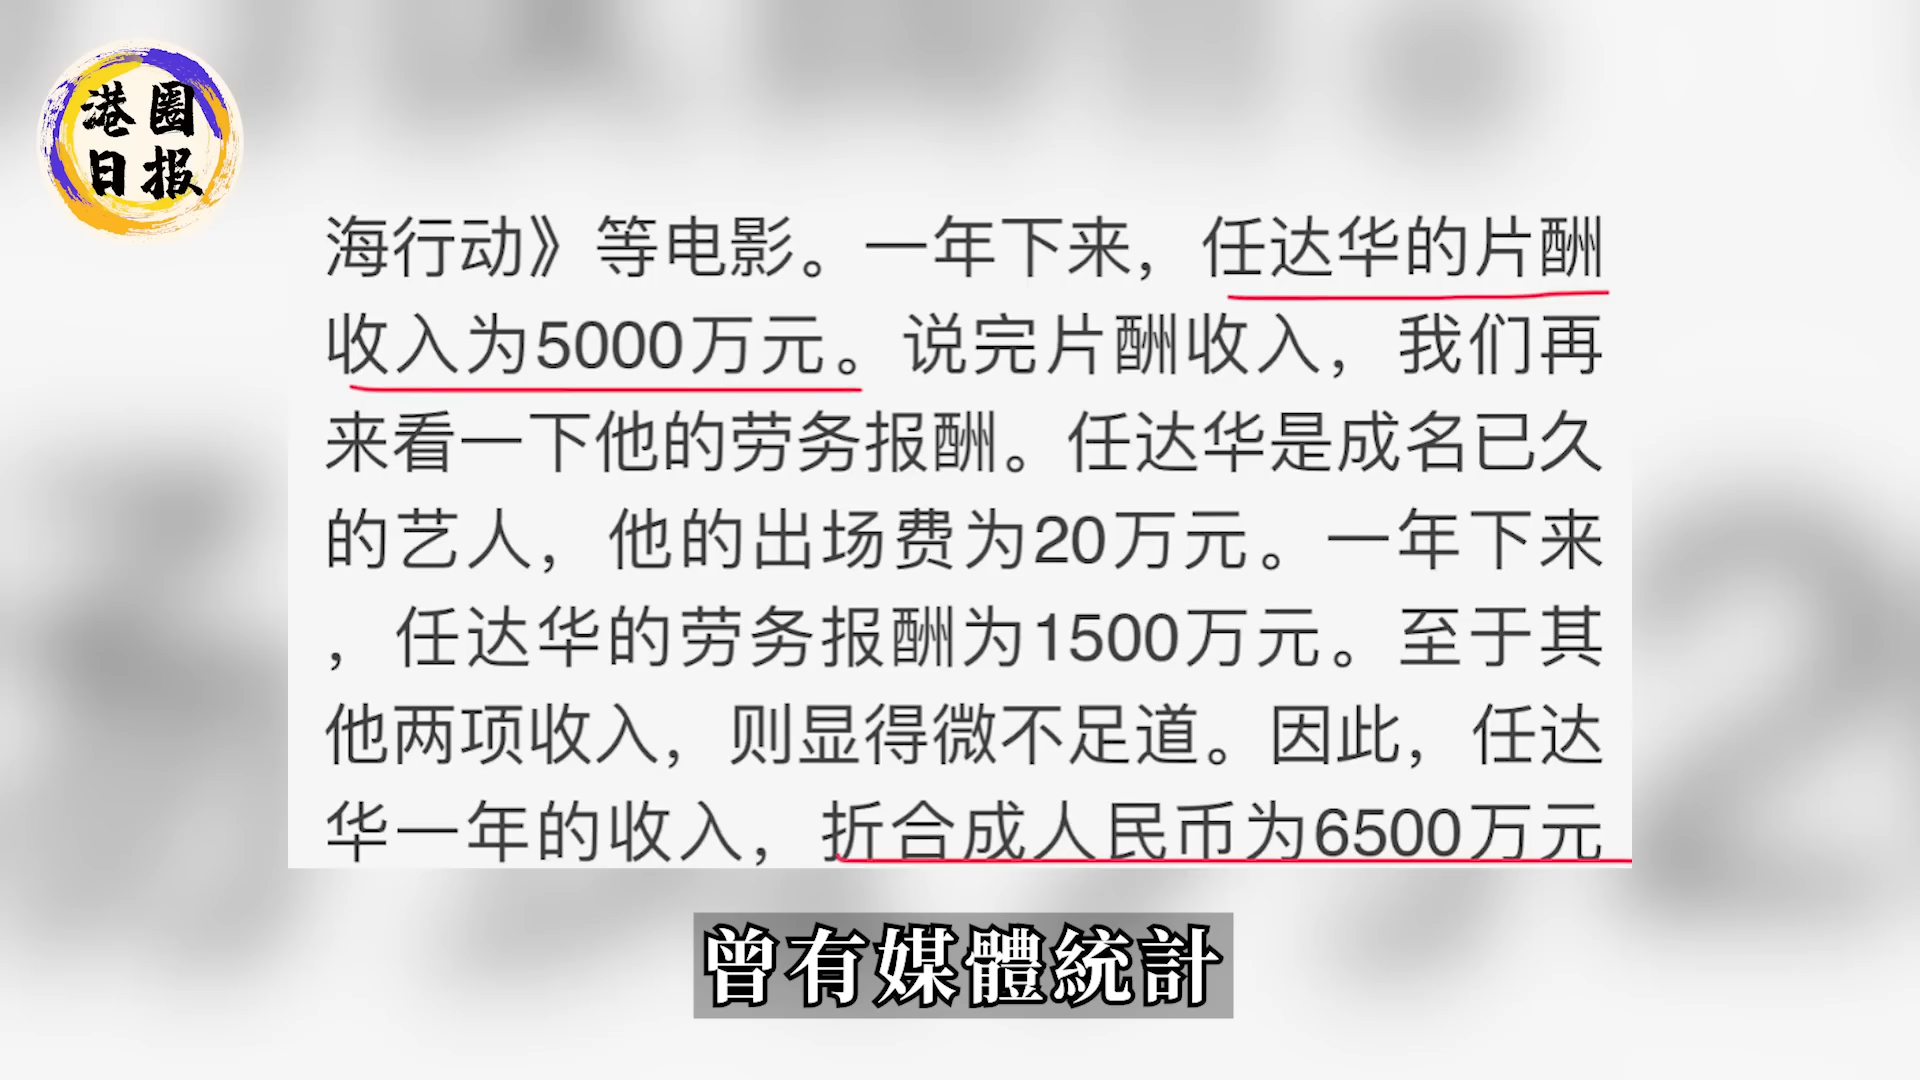 港圈
日报
海行动》等电影。一年下来，任达华的片酬
收入为5000万元。说完片酬收入，我们再
来看一下他的劳务报酬。任达华是成名已久
的艺人，他的出场费为20万元。一年下来
，任达华的劳务报酬为1500万元。至于其
他两项收入，则显得微不足道。因此，任达
华一年的收入，折合成人民币为6500万元
曾有媒體統計